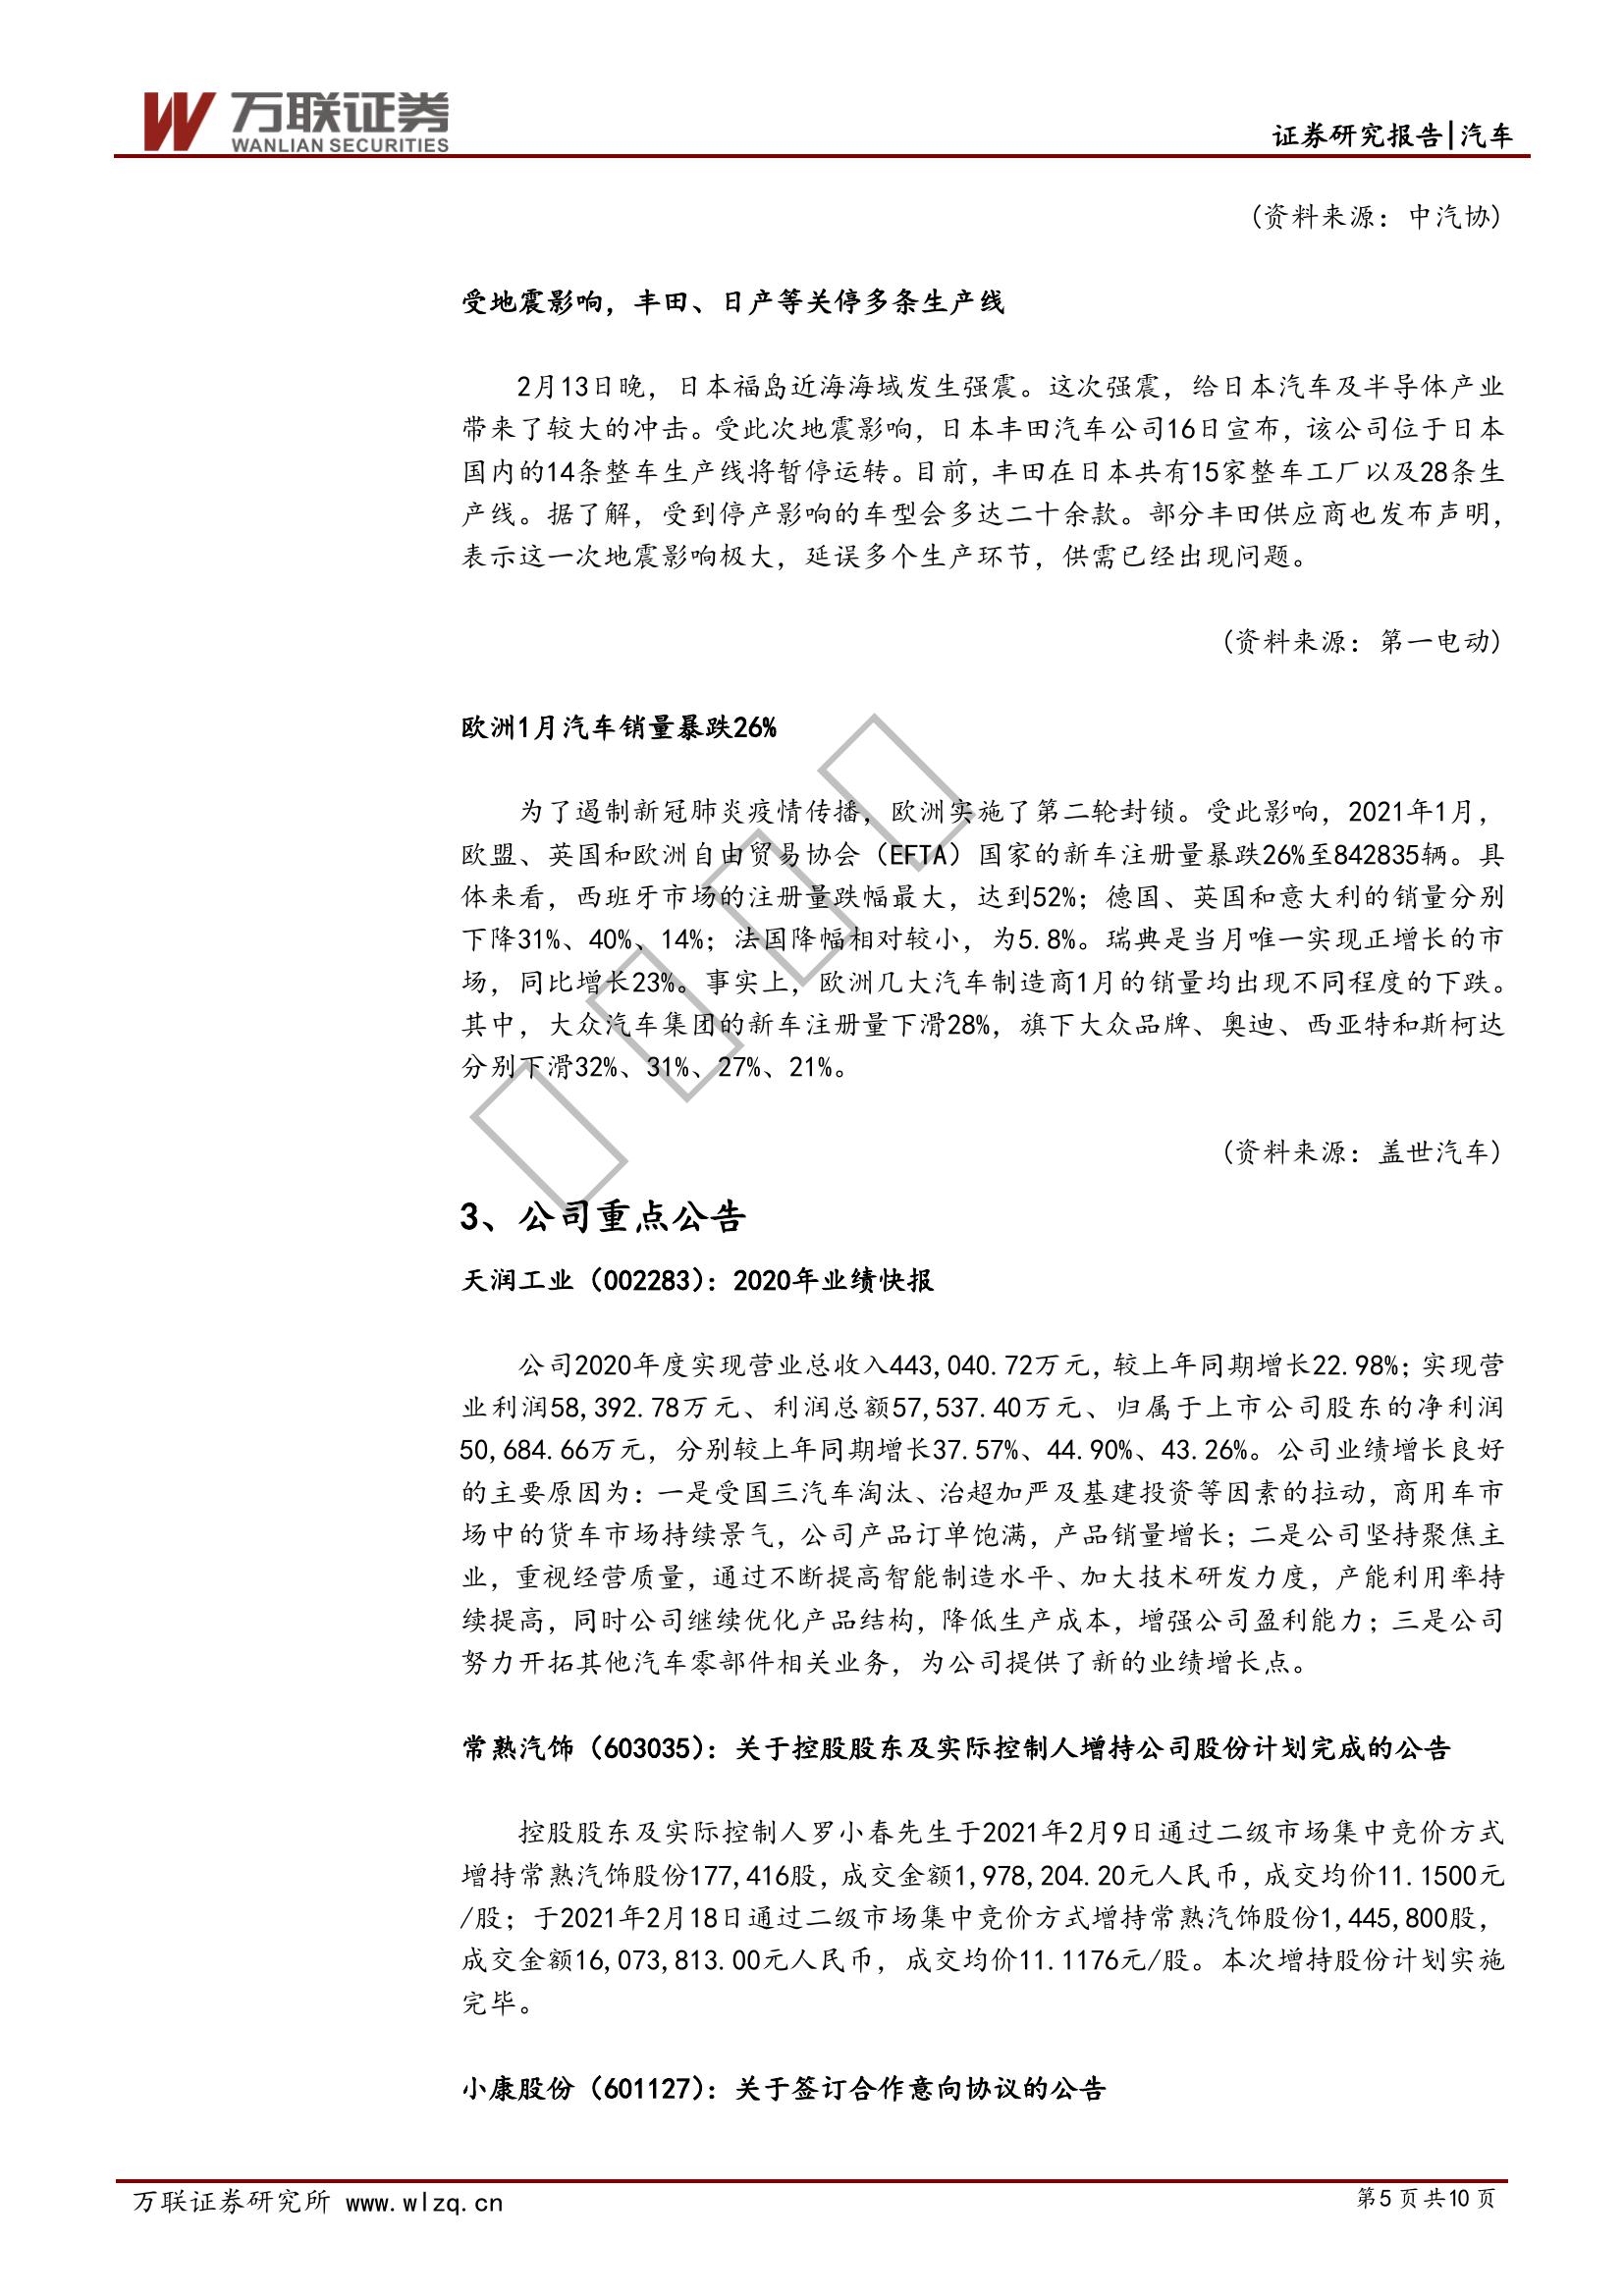 万联证券
WANLIAN SECURITIES
证券研究报告|汽车
(资料来源：中汽协)
受地震影响，丰田、日产等关停多条生产线
2月13日晚，日本福岛近海海域发生强震。这次强震，给日本汽车及半导体产业
带来了较大的冲击。受此次地震影响，日本丰田汽车公司16日宣布，该公司位于日本
国内的14条整车生产线将暂停运转。目前，丰田在日本共有15家整车工厂以及28条生
产线。据了解，受到停产影响的车型会多达二十余款。部分丰田供应商也发布声明，
表示这一次地震影响极大，延误多个生产环节，供需已经出现问题。
(资料来源：第一电动)
欧洲1月汽车销量暴跌26%
为了遏制新冠肺炎疫情传播，欧洲实施了第二轮封锁。受此影响，2021年1月，
欧盟、英国和欧洲自由贸易协会（EFTA）国家的新车注册量暴跌26%至842835辆。具
体来看，西班牙市场的注册量跌幅最大，达到52%；德国、英国和意大利的销量分别
下降31%、40%、14%；法国降幅相对较小，为5.8%。瑞典是当月唯一实现正增长的市
场，同比增长23%。事实上，欧洲几大汽车制造商1月的销量均出现不同程度的下跌。
其中，大众汽车集团的新车注册量下滑28%，旗下大众品牌、奥迪、西亚特和斯柯达
分别下滑32%、31%、27%、21%。
(资料来源：盖世汽车)
3、公司重点公告
天润工业（002283）：2020年业绩快报
公司2020年度实现营业总收入443,040.72万元，较上年同期增长22.98%；实现营
业利润58,392.78万元、利润总额57,537.40万元、归属于上市公司股东的净利润
50,684.66万元，分别较上年同期增长37.57%、44.90%、43.26%。公司业绩增长良好
的主要原因为：一是受国三汽车淘汰、治超加严及基建投资等因素的拉动，商用车市
场中的货车市场持续景气，公司产品订单饱满，产品销量增长；二是公司坚持聚焦主
业，重视经营质量，通过不断提高智能制造水平、加大技术研发力度，产能利用率持
续提高，同时公司继续优化产品结构，降低生产成本，增强公司盈利能力；三是公司
努力开拓其他汽车零部件相关业务，为公司提供了新的业绩增长点。
常熟汽饰（603035）：关于控股股东及实际控制人增持公司股份计划完成的公告
控股股东及实际控制人罗小春先生于2021年2月9日通过二级市场集中竞价方式
增持常熟汽饰股份177,416股，成交金额1,978,204.20元人民币，成交均价11.1500元
/股；于2021年2月18日通过二级市场集中竞价方式增持常熟汽饰股份1,445,800股，
成交金额16,073,813.00元人民币，成交均价11.1176元/股。本次增持股份计划实施
完毕。
小康股份（601127）：关于签订合作意向协议的公告
万联证券研究所 www.wlzq.cn
第5页共10页